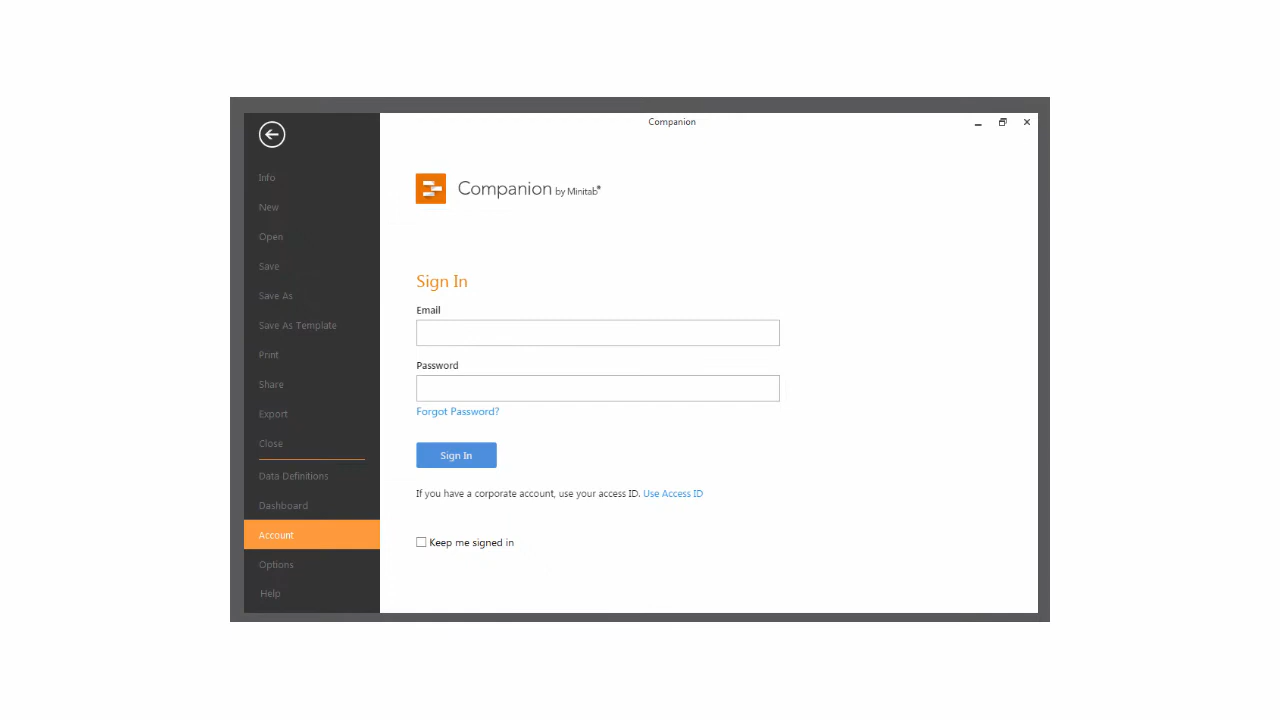 Companion
Info
New
Open
Save
Save As
Save As Template
Print
Share
Export
Close
Data Definitions
Dashboard
Account
Options
Help
Companion by Minitab®
Sign In
Email
Password
Forgot Password?
Sign In
If you have a corporate account, use your access ID. Use Access ID
Keep me signed in